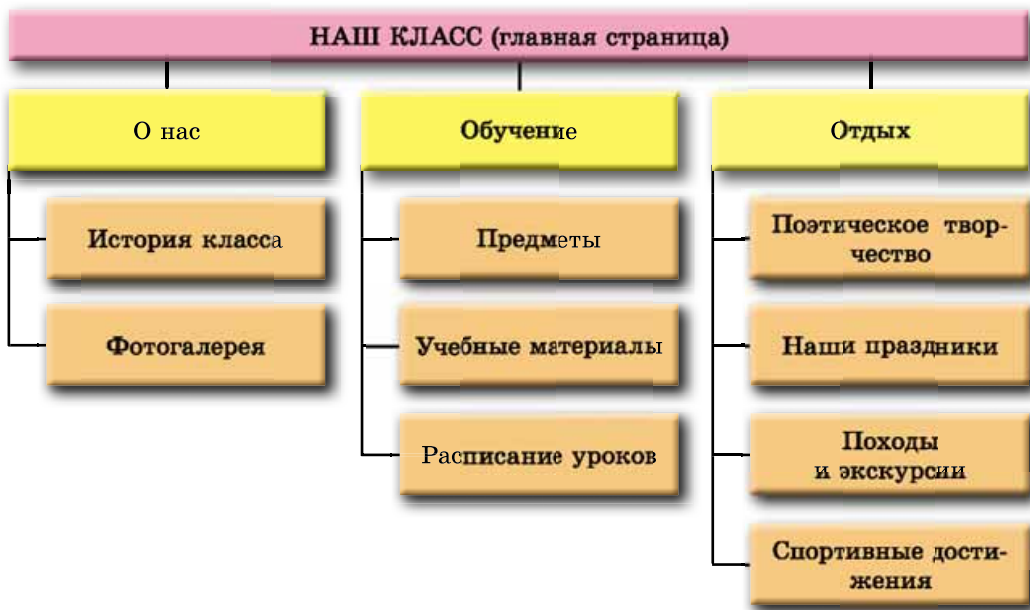 НАШ КЛАСС (главная страница)
О нас
История класса
Фотогалерея
Обучение
Предметы
Учебные материалы
Расписание уроков
Отдых
Поэтическое твор-
чество
Наши праздники
Походы
и экскурсии
Спортивные дости-
жения